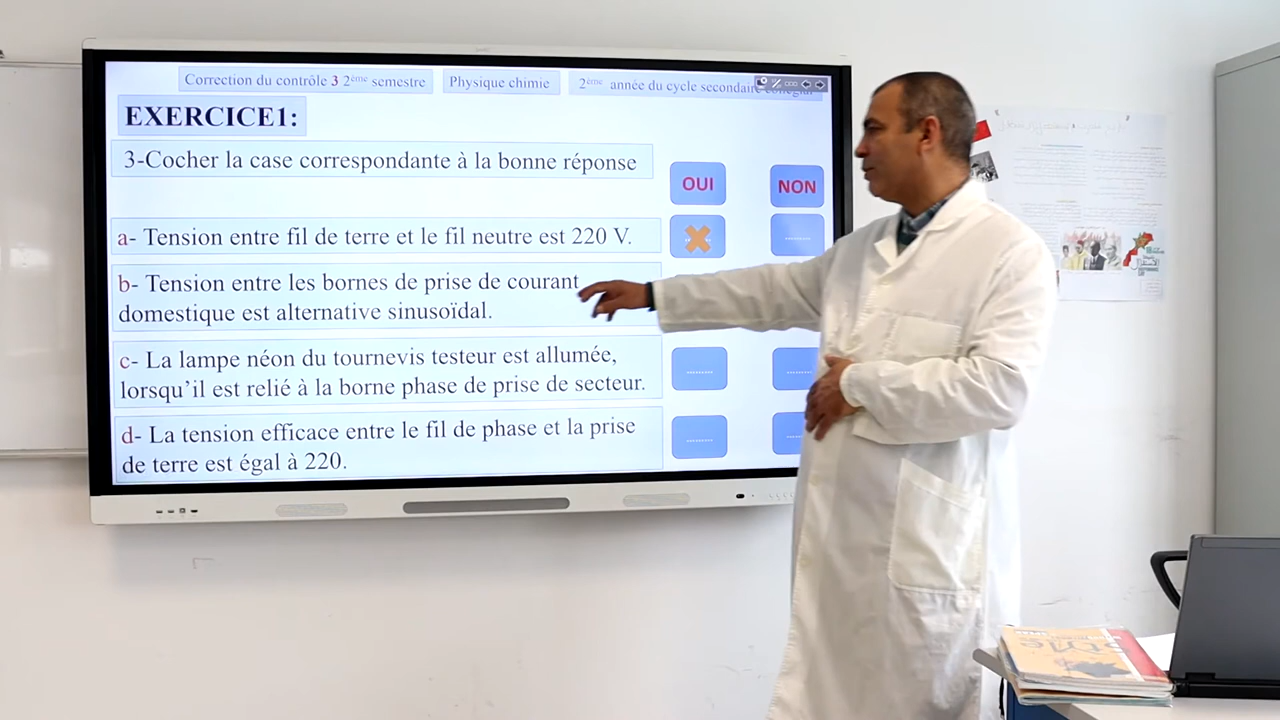 Correction du contrôle 3 2ème semestre
Physique chimie
2ème année du cycle secondaire collégial
EXERCICE1:
3-Cocher la case correspondante à la bonne réponse
OUI
NON
a- Tension entre fil de terre et le fil neutre est 220 V.
..........
b- Tension entre les bornes de prise de courant
domestique est alternative sinusoïdal.
c- La lampe néon du tournevis testeur est allumée,
lorsqu’il est relié à la borne phase de prise de secteur.
..........
..........
d- La tension efficace entre le fil de phase et la prise
de terre est égal à 220.
..........
..........